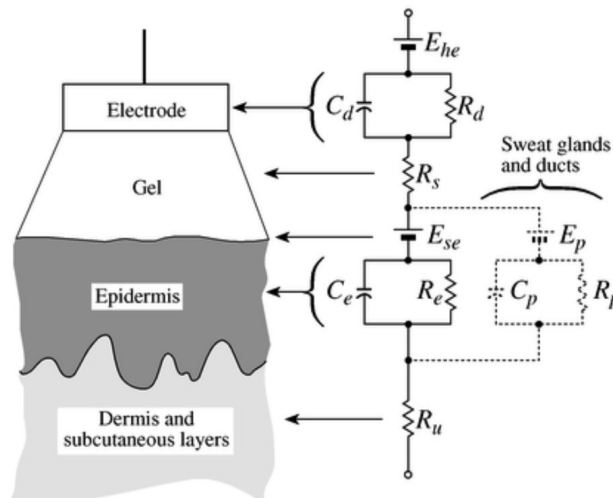 E_he
Electrode
C_d
R_d
Sweat glands
and ducts
Gel
R_s
E_se
E_p
Epidermis
C_e
R_e
C_p
Dermis and
subcutaneous layers
R_u